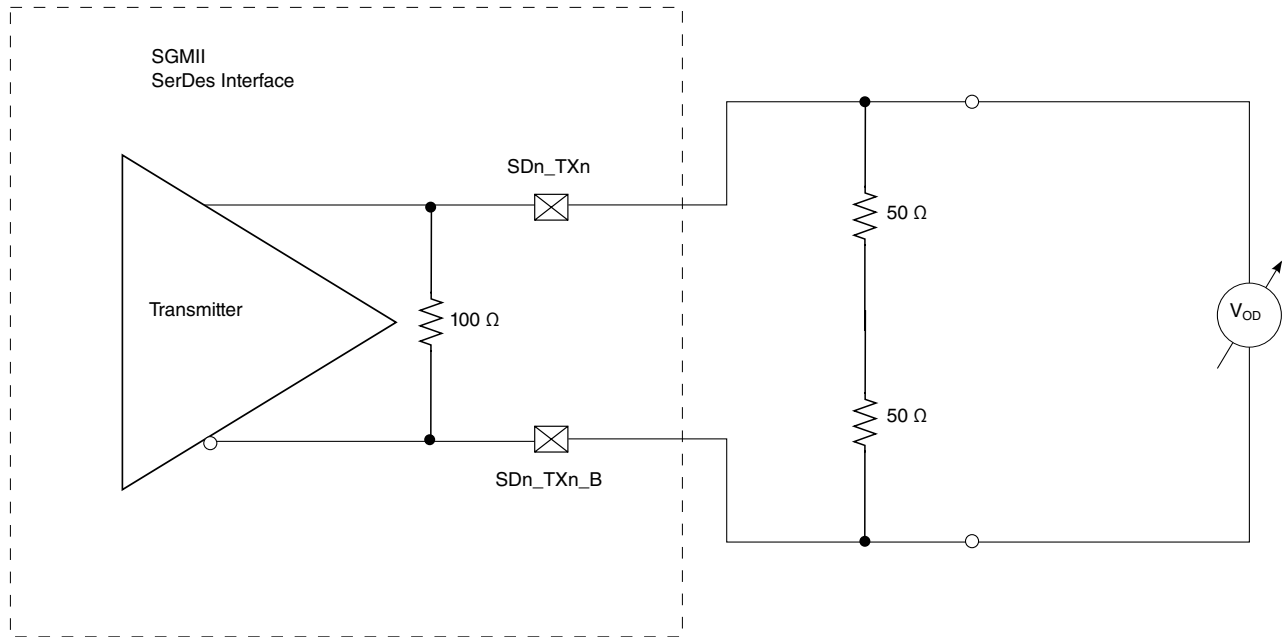 SGMII
SerDes Interface
SDn_TXn
50 Ω
Transmitter
100 Ω
VOD
50 Ω
SDn_TXn_B